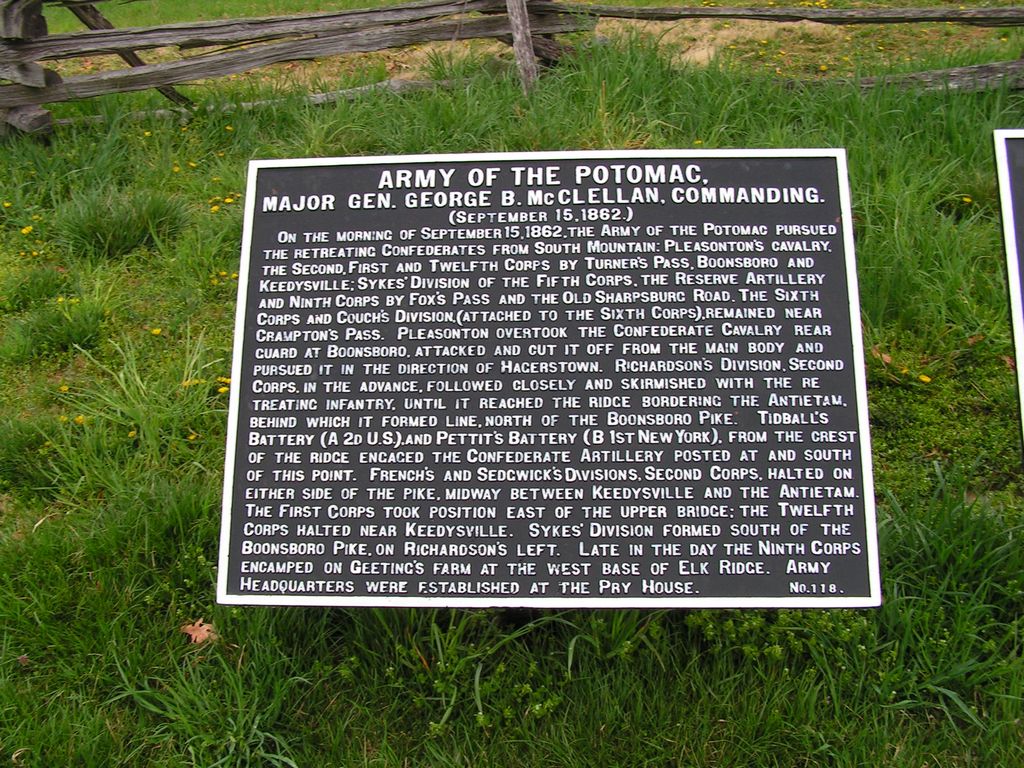 ARMY OF THE POTOMAC,
MAJOR GEN. GEORGE B. McCLELLAN, COMMANDING.
(SEPTEMBER 15, 1862.)
ON THE MORNING OF SEPTEMBER 15, 1862, THE ARMY OF THE POTOMAC PURSUED
THE RETREATING CONFEDERATES FROM SOUTH MOUNTAIN: PLEASONTON'S CAVALRY,
THE SECOND, FIRST AND TWELFTH CORPS BY TURNER'S PASS, BOONSBORO AND
KEEDYSVILLE; SYKES' DIVISION OF THE FIFTH CORPS, THE RESERVE ARTILLERY
AND NINTH CORPS BY FOX'S PASS AND THE OLD SHARPSBURG ROAD. THE SIXTH
CORPS AND COUCH'S DIVISION, (ATTACHED TO THE SIXTH CORPS), REMAINED NEAR
CRAMPTON'S PASS. PLEASONTON OVERTOOK THE CONFEDERATE CAVALRY REAR
GUARD AT BOONSBORO, ATTACKED AND CUT IT OFF FROM THE MAIN BODY AND
PURSUED IT IN THE DIRECTION OF HAGERSTOWN. RICHARDSON'S DIVISION, SECOND
CORPS, IN THE ADVANCE, FOLLOWED CLOSELY AND SKIRMISHED WITH THE RE
TREATING INFANTRY, UNTIL IT REACHED THE RIDGE BORDERING THE ANTIETAM,
BEHIND WHICH IT FORMED LINE, NORTH OF THE BOONSBORO PIKE. TIDBALL'S
BATTERY (A 2D U.S.), AND PETTIT'S BATTERY (B 1ST NEW YORK), FROM THE CREST
OF THE RIDGE ENGAGED THE CONFEDERATE ARTILLERY POSTED AT AND SOUTH
OF THIS POINT. FRENCH'S AND SEDGWICK'S DIVISIONS, SECOND CORPS, HALTED ON
EITHER SIDE OF THE PIKE, MIDWAY BETWEEN KEEDYSVILLE AND THE ANTIETAM.
THE FIRST CORPS TOOK POSITION EAST OF THE UPPER BRIDGE; THE TWELFTH
CORPS HALTED NEAR KEEDYSVILLE. SYKES' DIVISION FORMED SOUTH OF THE
BOONSBORO PIKE, ON RICHARDSON'S LEFT. LATE IN THE DAY THE NINTH CORPS
ENCAMPED ON GEETING'S FARM AT THE WEST BASE OF ELK RIDGE. ARMY
HEADQUARTERS WERE ESTABLISHED AT THE PRY HOUSE. NO. 118.